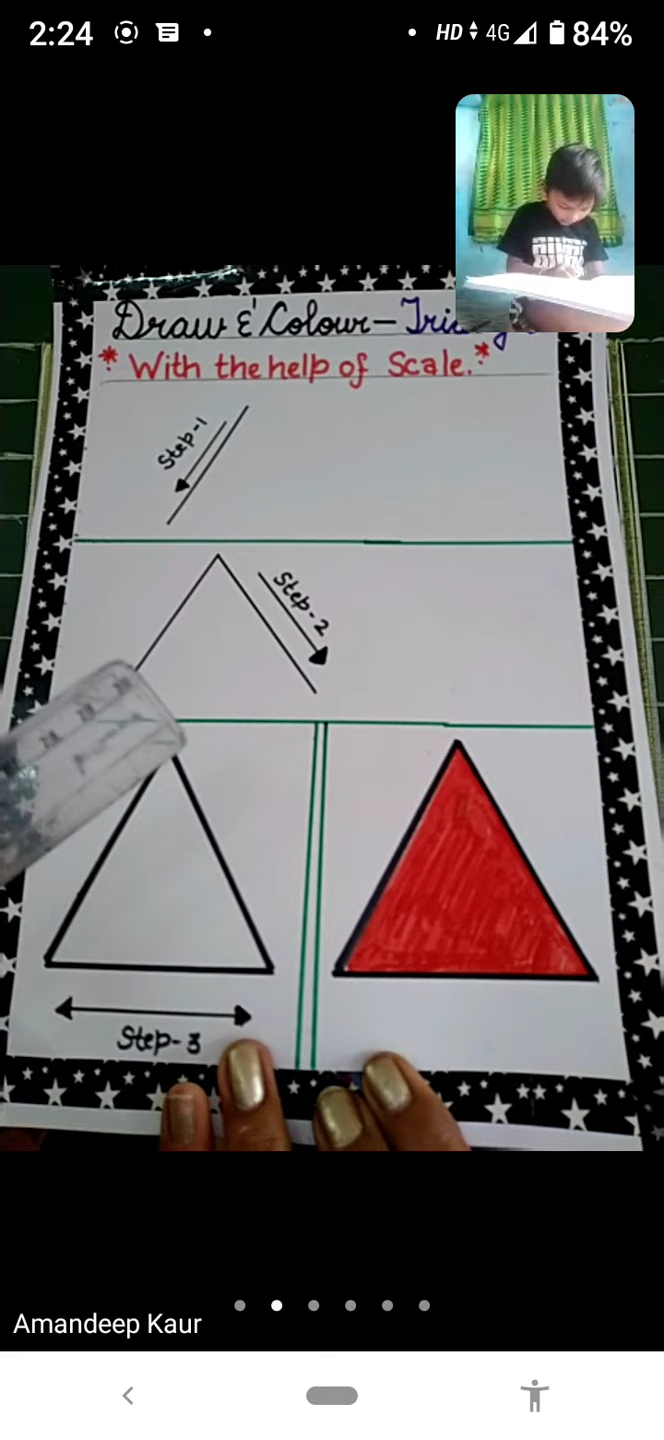 2:24 HD 4G 84%
Draw & Colour-
* With the help of Scale.*
Step-1
Step-2
Step-3
Amandeep Kaur